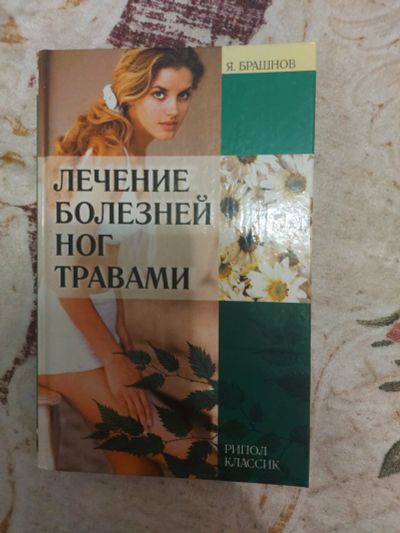 Я. БРАШНОВ
ЛЕЧЕНИЕ
БОЛЕЗНЕЙ
НОГ
ТРАВАМИ
РИПОЛ
КЛАССИК